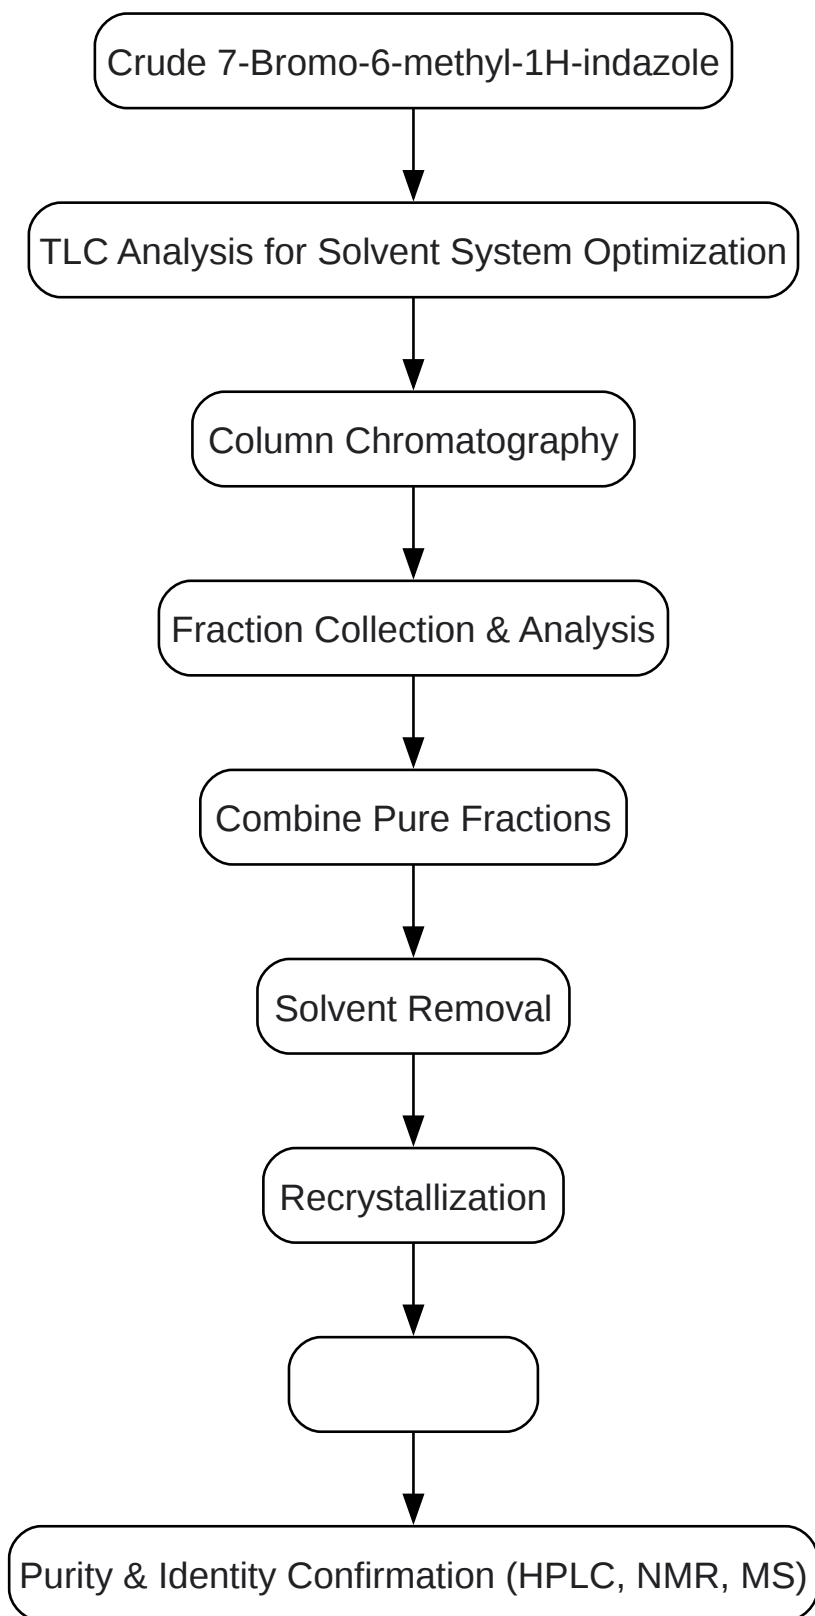 Crude 7-Bromo-6-methyl-1H-indazole
TLC Analysis for Solvent System Optimization
Column Chromatography
Fraction Collection & Analysis
Combine Pure Fractions
Solvent Removal
Recrystallization
Purity & Identity Confirmation (HPLC, NMR, MS)